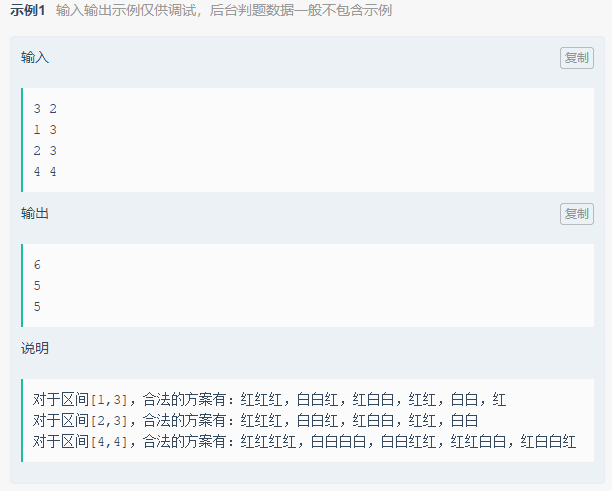 示例1 输入输出示例仅供调试，后台判题数据一般不包含示例
输入
复制
3 2
1 3
2 3
4 4
输出
复制
6
5
5
说明
对于区间[1,3]，合法的方案有：红红红，白白红，红白白，红红，白白，红
对于区间[2,3]，合法的方案有：红红红，白白红，红白白，红红，白白
对于区间[4,4]，合法的方案有：红红红红，白白白白，白白红红，红红白白，红白白红